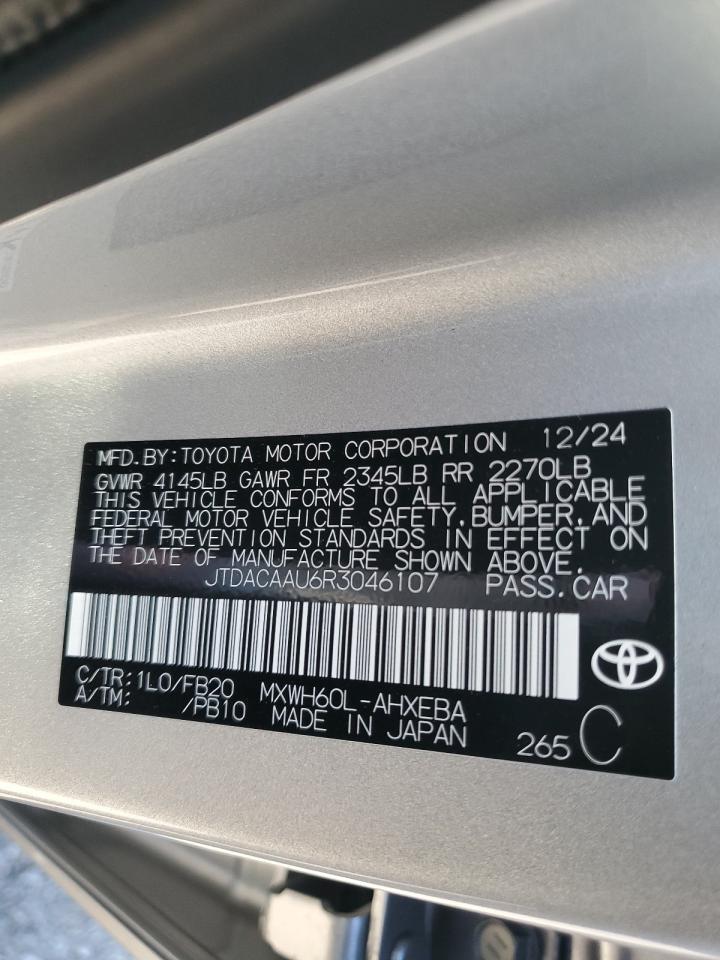 MFD.BY:TOYOTA MOTOR CORPORATION 12/24
GVWR 4145LB GAWR FR 2345LB RR 2270LB
THIS VEHICLE CONFORMS TO ALL APPLICABLE
FEDERAL MOTOR VEHICLE SAFETY,BUMPER,AND
THEFT PREVENTION STANDARDS IN EFFECT ON
THE DATE OF MANUFACTURE SHOWN ABOVE.
JTDACAAU6R3046107 PASS.CAR
C/TR:1L0/FB20 MXWH60L-AHXEBA
A/TM: /PB10 MADE IN JAPAN 265 C